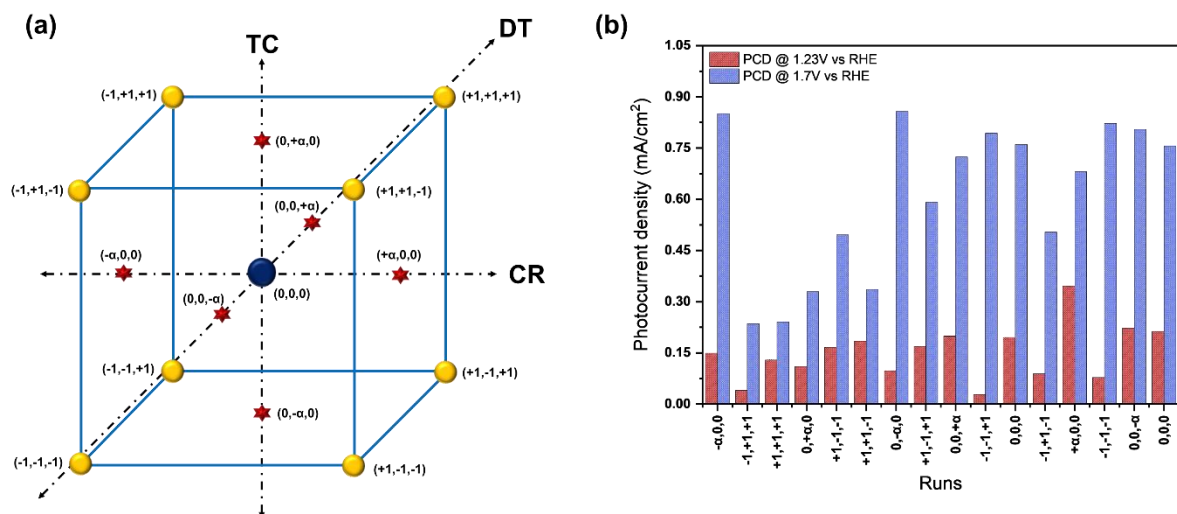 (a)
TC
DT
(-1,+1,+1)
(+1,+1,+1)
(0,+α,0)
(-1,+1,-1)
(+1,+1,-1)
(0,0,+α)
(-α,0,0)
(+α,0,0)
CR
(0,0,0)
(0,0,-α)
(-1,-1,+1)
(+1,-1,+1)
(0,-α,0)
(-1,-1,-1)
(+1,-1,-1)
(b)
PCD @ 1.23V vs RHE
PCD @ 1.7V vs RHE
Photocurrent density (mA/cm²)
1.05
0.90
0.75
0.60
0.45
0.30
0.15
0.00
-α,0,0
-1,+1,+1
+1,+1,+1
0,+α,0
+1,-1,-1
+1,+1,-1
0,-α,0
+1,-1,+1
0,0,+α
-1,-1,+1
0,0,0
-1,+1,-1
+α,0,0
-1,-1,-1
0,0,-α
0,0,0
Runs